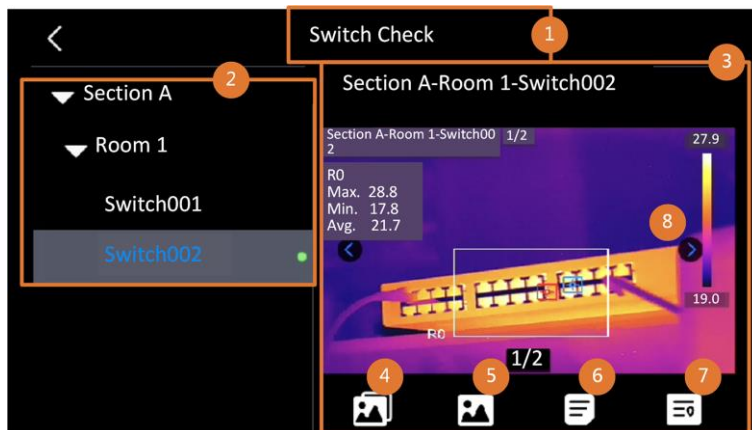 Switch Check
1
2
3
Section A
Section A-Room 1-Switch002
Room 1
Section A-Room 1-Switch00
2
1/2
27.9
R0
Max. 28.8
Min. 17.8
Avg. 21.7
Switch001
Switch002
8
19.0
R0
1/2
4
5
6
7